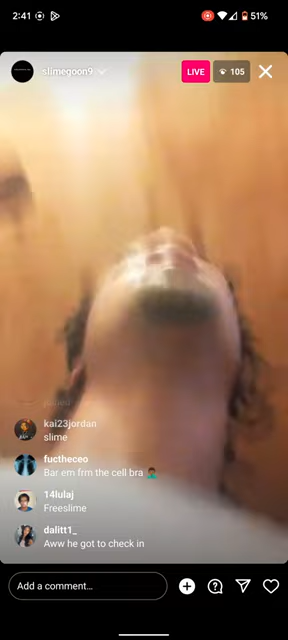 2:41
51%
slimegoon9
LIVE
105
joined
kai23jordan
slime
fuctheceo
Bar em frm the cell bra
14lulaj
Freeslime
dalitt1_
Aww he got to check in
Add a comment...